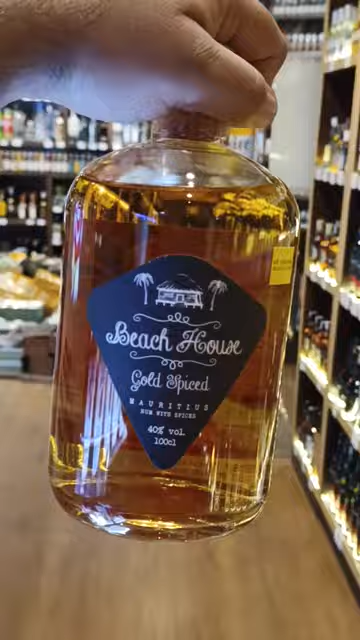 Beach House
Gold Spiced
MAURITIUS
RUM WITH SPICES
40% vol.
100cl